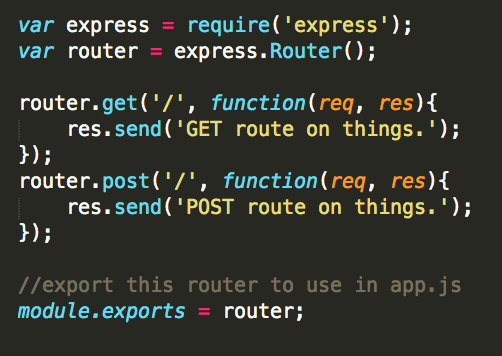 var express = require('express');
var router = express.Router();

router.get('/', function(req, res){
    res.send('GET route on things.');
});
router.post('/', function(req, res){
    res.send('POST route on things.');
});

//export this router to use in app.js
module.exports = router;